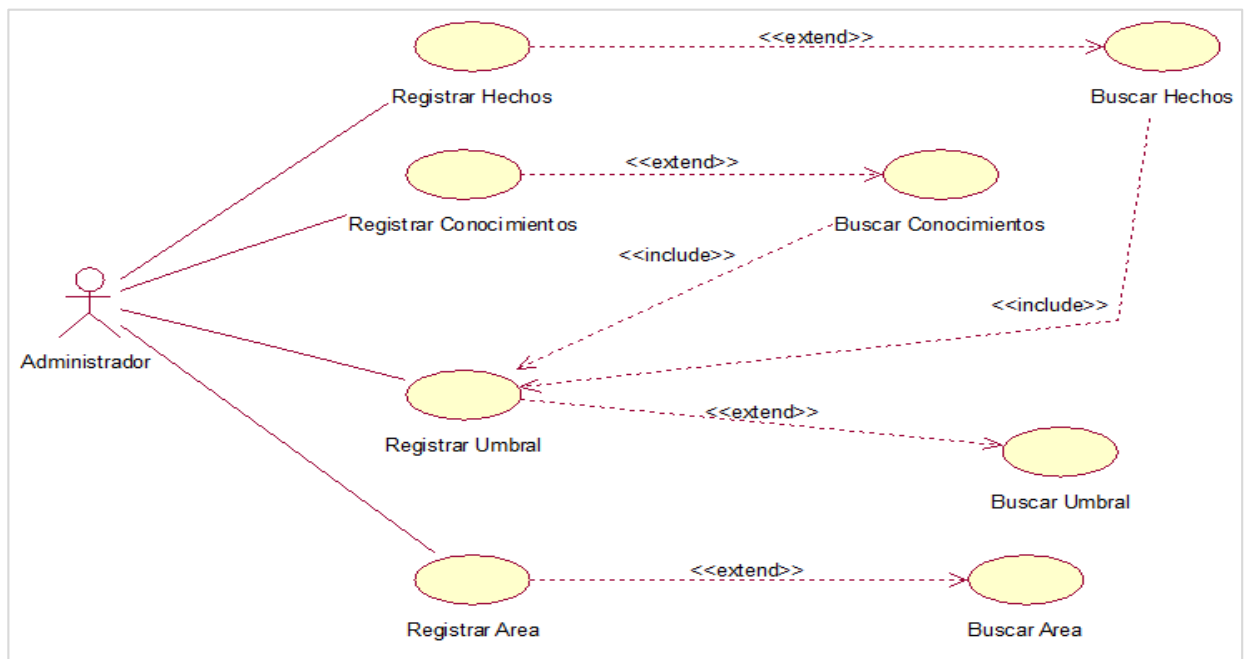 <<extend>>
Registrar Hechos
Buscar Hechos
<<extend>>
Registrar Conocimientos
Buscar Conocimientos
<<include>>
<<include>>
Administrador
<<extend>>
Registrar Umbral
Buscar Umbral
<<extend>>
Registrar Area
Buscar Area